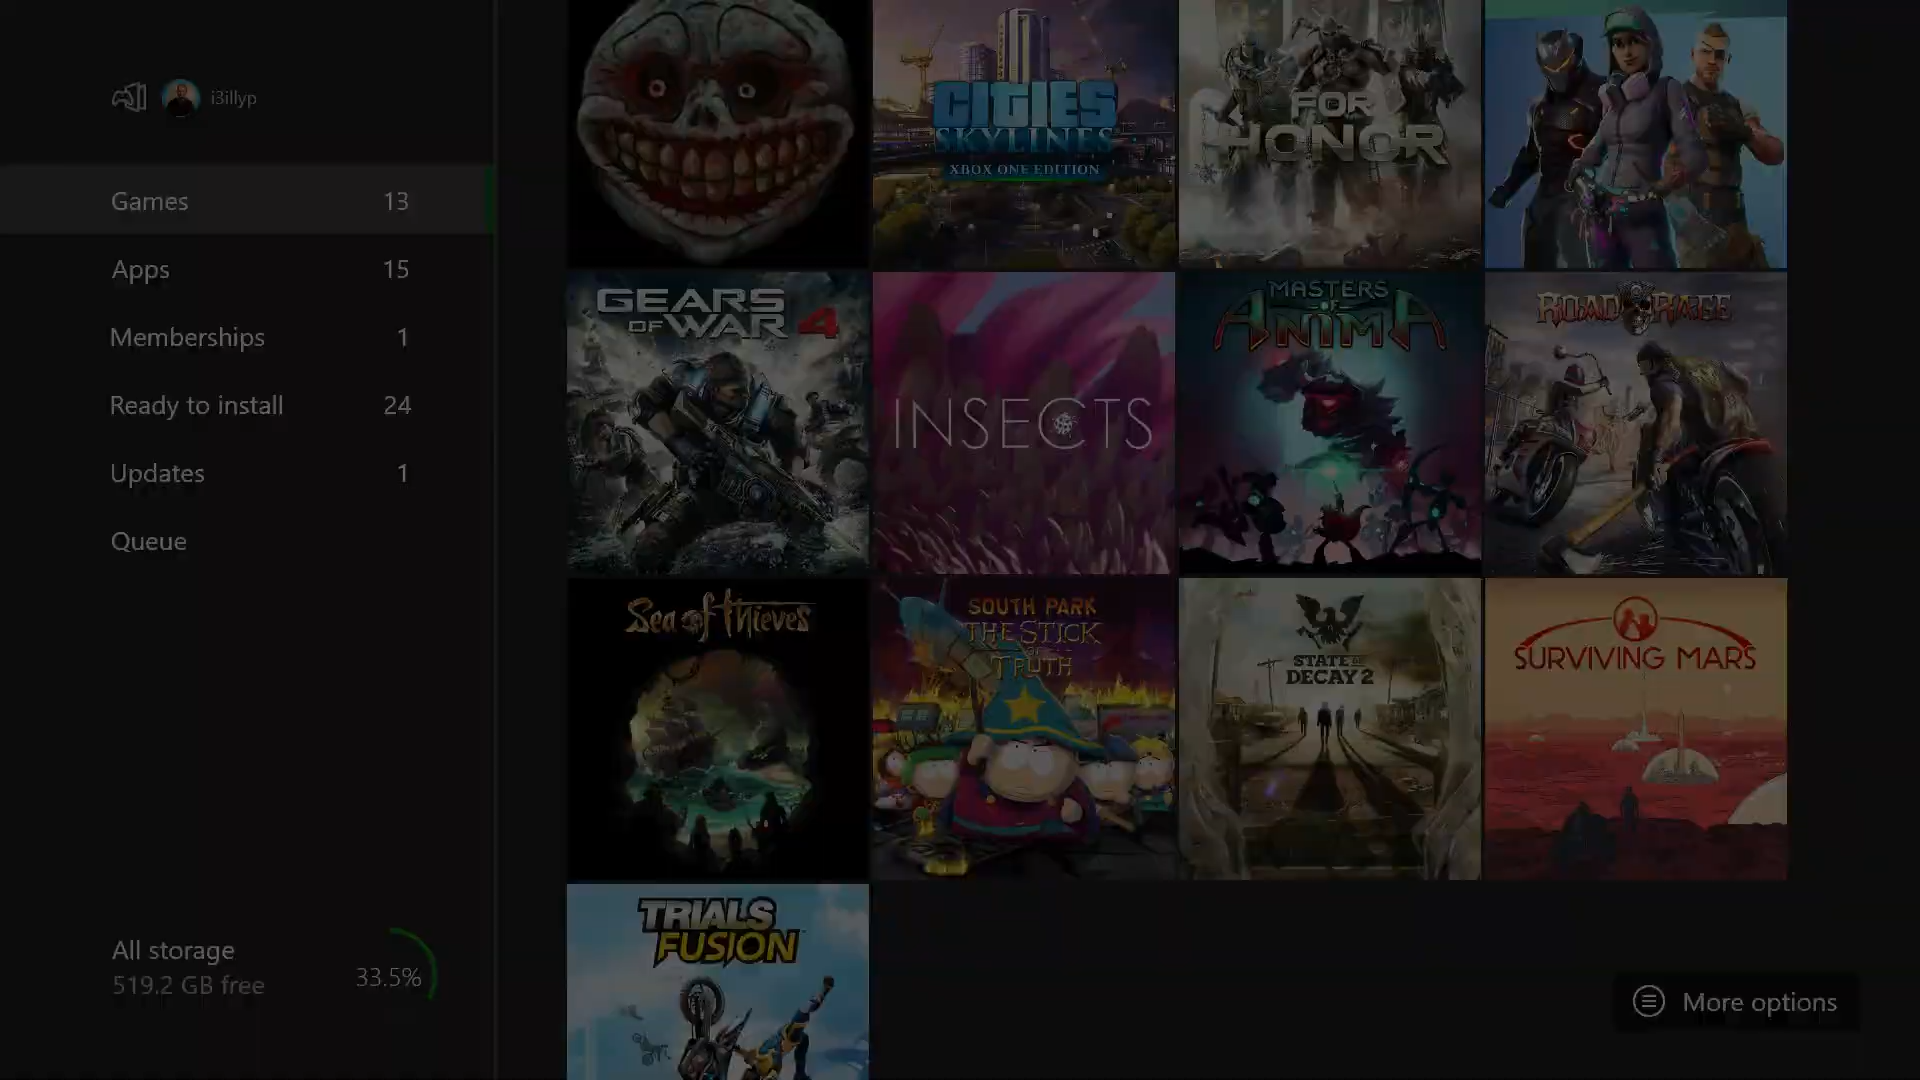 i3illyp
Games 13
Apps 15
Memberships 1
Ready to install 24
Updates 1
Queue
All storage
519.2 GB free
33.5%
CITIES
SKYLINES
XBOX ONE EDITION
FOR
HONOR
GEARS
OF WAR 4
INSECTS
MASTERS
OF
ANIMA
ROAD RAGE
Sea of Thieves
SOUTH PARK
THE STICK
OF
TRUTH
STATE OF
DECAY 2
SURVIVING MARS
TRIALS
FUSION
More options